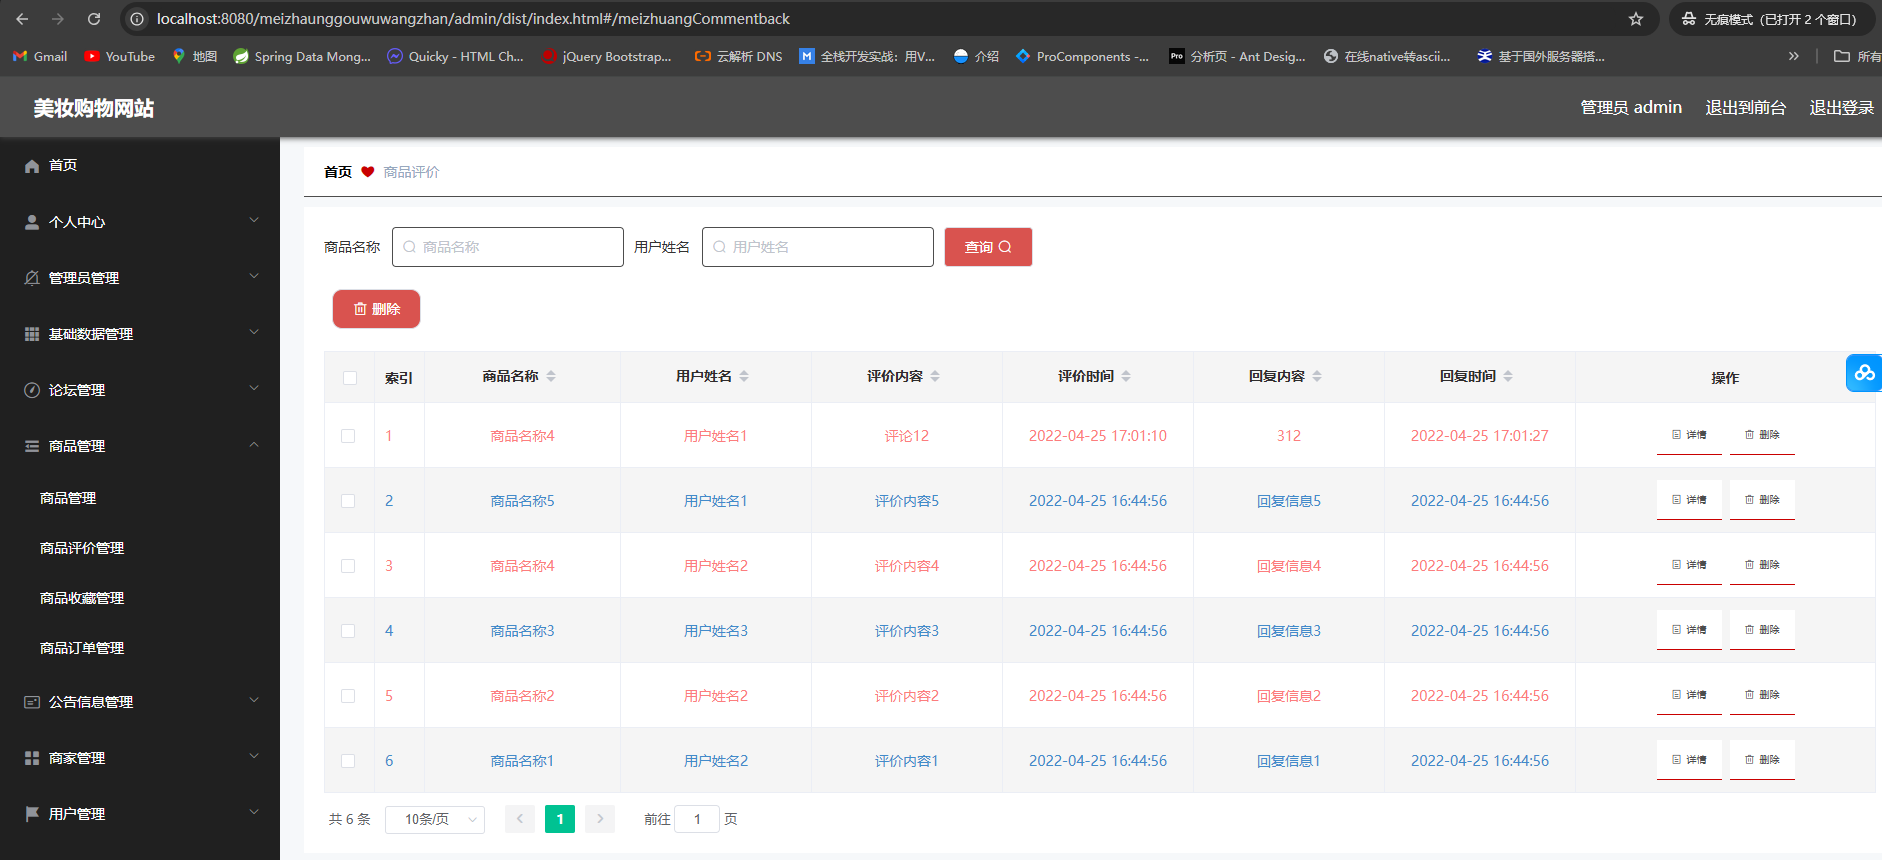 localhost:8080/meizhaunggouwuwangzhan/admin/dist/index.html#/meizhuangCommentback
无痕模式（已打开 2 个窗口）
Gmail YouTube 地图 Spring Data Mong... Quicky - HTML Ch... jQuery Bootstrap... 云解析 DNS M 全栈开发实战：用V... 介绍 ProComponents -... Pro 分析页 - Ant Desig... 在线native转ascii... 基于国外服务器搭... » 所有
美妆购物网站
管理员 admin 退出到前台 退出登录
首页
个人中心
管理员管理
基础数据管理
论坛管理
商品管理
商品管理
商品评价管理
商品收藏管理
商品订单管理
公告信息管理
商家管理
用户管理
首页 商品评价
商品名称 商品名称 用户姓名 用户姓名 查询
删除
索引 商品名称 用户姓名 评价内容 评价时间 回复内容 回复时间 操作
1 商品名称4 用户姓名1 评论12 2022-04-25 17:01:10 312 2022-04-25 17:01:27 详情 删除
2 商品名称5 用户姓名1 评价内容5 2022-04-25 16:44:56 回复信息5 2022-04-25 16:44:56 详情 删除
3 商品名称4 用户姓名2 评价内容4 2022-04-25 16:44:56 回复信息4 2022-04-25 16:44:56 详情 删除
4 商品名称3 用户姓名3 评价内容3 2022-04-25 16:44:56 回复信息3 2022-04-25 16:44:56 详情 删除
5 商品名称2 用户姓名2 评价内容2 2022-04-25 16:44:56 回复信息2 2022-04-25 16:44:56 详情 删除
6 商品名称1 用户姓名2 评价内容1 2022-04-25 16:44:56 回复信息1 2022-04-25 16:44:56 详情 删除
共 6 条 10条/页 1 前往 1 页